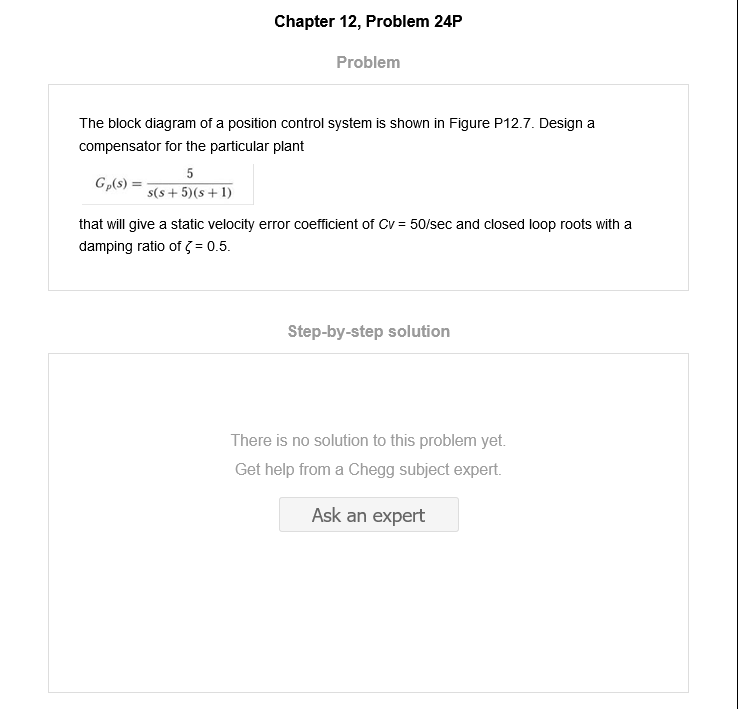 Chapter 12, Problem 24P
Problem
The block diagram of a position control system is shown in Figure P12.7. Design a
compensator for the particular plant
Gₚ(s) = 5 / s(s + 5)(s + 1)
that will give a static velocity error coefficient of Cv = 50/sec and closed loop roots with a
damping ratio of ζ = 0.5.
Step-by-step solution
There is no solution to this problem yet.
Get help from a Chegg subject expert.
Ask an expert